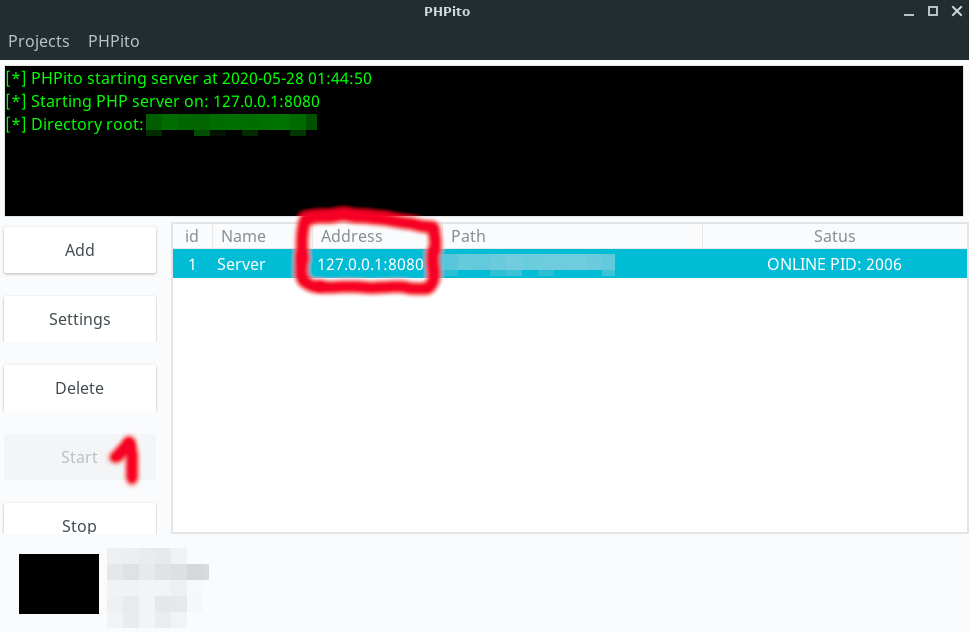 PHPito
Projects PHPito
[*] PHPito starting server at 2020-05-28 01:44:50
[*] Starting PHP server on: 127.0.0.1:8080
[*] Directory root:
id Name Address Path Satus
1 Server 127.0.0.1:8080 ONLINE PID: 2006
Add
Settings
Delete
Start 1
Stop